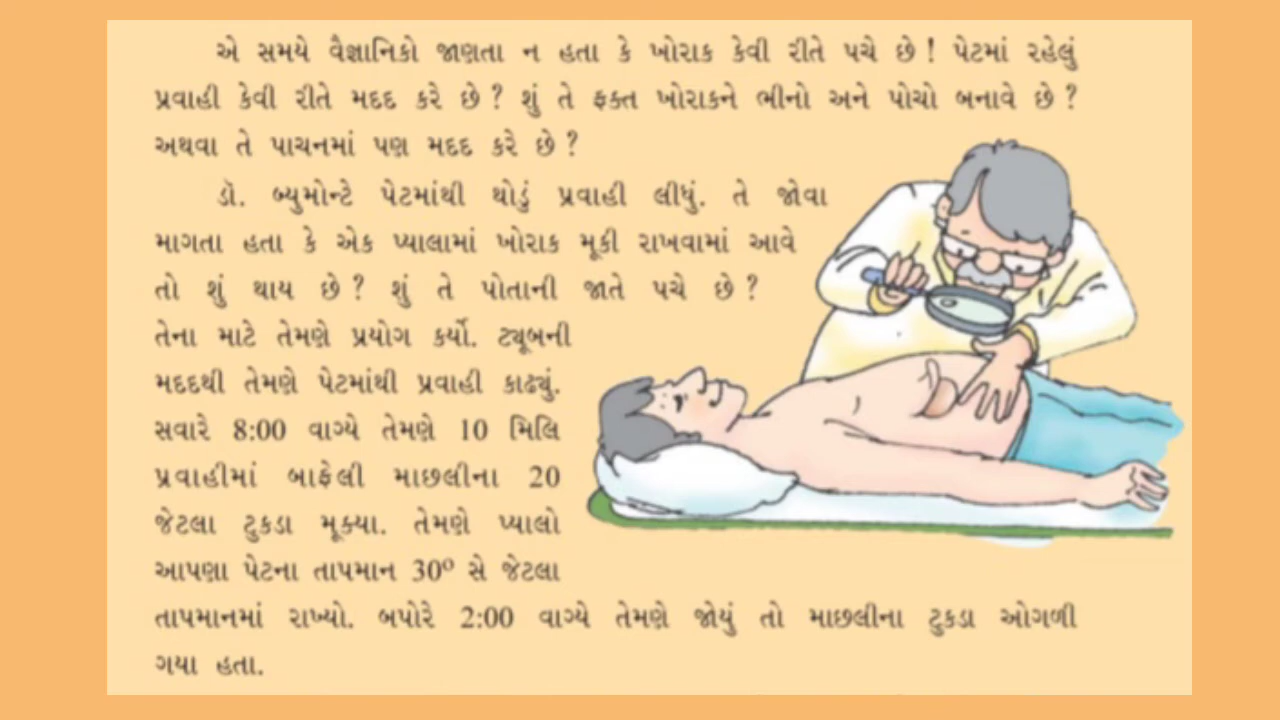 એ સમયે વૈજ્ઞાનિકો જાણતા ન હતા કે ખોરાક કેવી રીતે પચે છે ! પેટમાં રહેલું
પ્રવાહી કેવી રીતે મદદ કરે છે ? શું તે ફક્ત ખોરાકને ભીનો અને પોચો બનાવે છે ?
અથવા તે પાચનમાં પણ મદદ કરે છે ?
ડૉ. બ્યુમોન્ટે પેટમાંથી થોડું પ્રવાહી લીધું. તે જોવા
માગતા હતા કે એક પ્યાલામાં ખોરાક મૂકી રાખવામાં આવે
તો શું થાય છે ? શું તે પોતાની જાતે પચે છે ?
તેના માટે તેમણે પ્રયોગ કર્યો. ટ્યૂબની
મદદથી તેમણે પેટમાંથી પ્રવાહી કાઢ્યું.
સવારે 8:00 વાગ્યે તેમણે 10 મિલિ
પ્રવાહીમાં બાફેલી માછલીના 20
જેટલા ટુકડા મૂક્યા. તેમણે પ્યાલો
આપણા પેટના તાપમાન 30° સે જેટલા
તાપમાનમાં રાખ્યો. બપોરે 2:00 વાગ્યે તેમણે જોયું તો માછલીના ટુકડા ઓગળી
ગયા હતા.